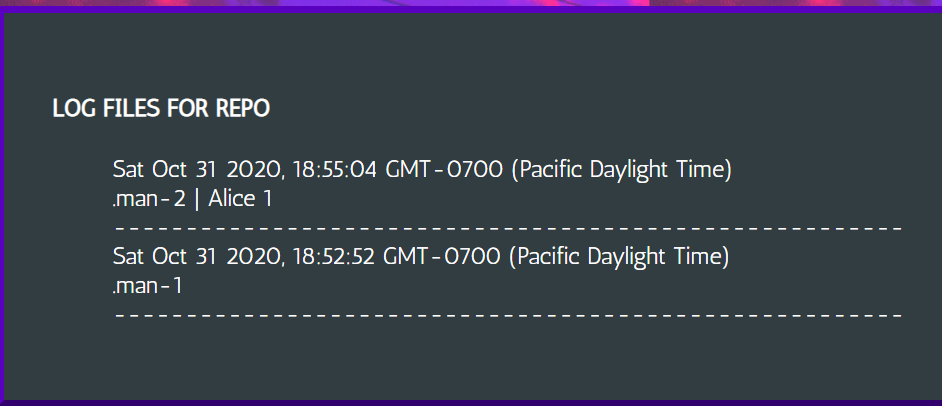 LOG FILES FOR REPO
Sat Oct 31 2020, 18:55:04 GMT-0700 (Pacific Daylight Time)
.man-2 | Alice 1
-------------------------------------------------------
Sat Oct 31 2020, 18:52:52 GMT-0700 (Pacific Daylight Time)
.man-1
-------------------------------------------------------